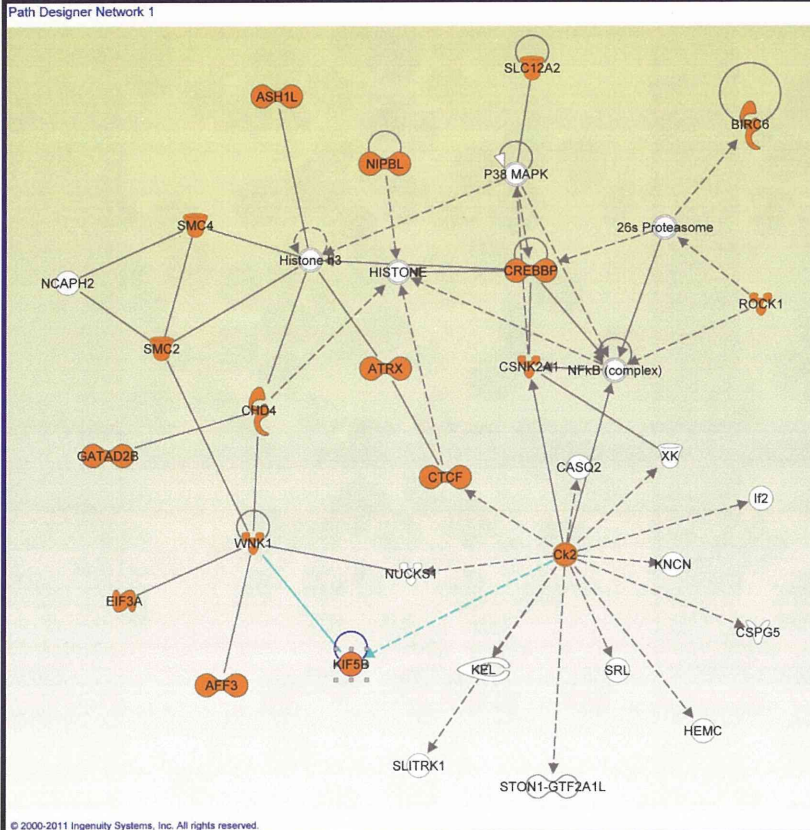 Path Designer Network 1
SLC12A2
ASH1L
BIRC6
NIPBL
P38 MAPK
SMC4
26s Proteasome
Histone h3
HISTONE
CREBBP
NCAPH2
ROCK1
SMC2
ATRX
CSNK2A1
NFkB (complex)
CHD4
GATAD2B
CTCF
CASQ2
XK
If2
WNK1
Ck2
NUCKS1
KNCN
EIF3A
CSPG5
KIF5B
KEL
SRL
AFF3
HEMC
SLITRK1
STON1-GTF2A1L
© 2000-2011 Ingenuity Systems, Inc. All rights reserved.